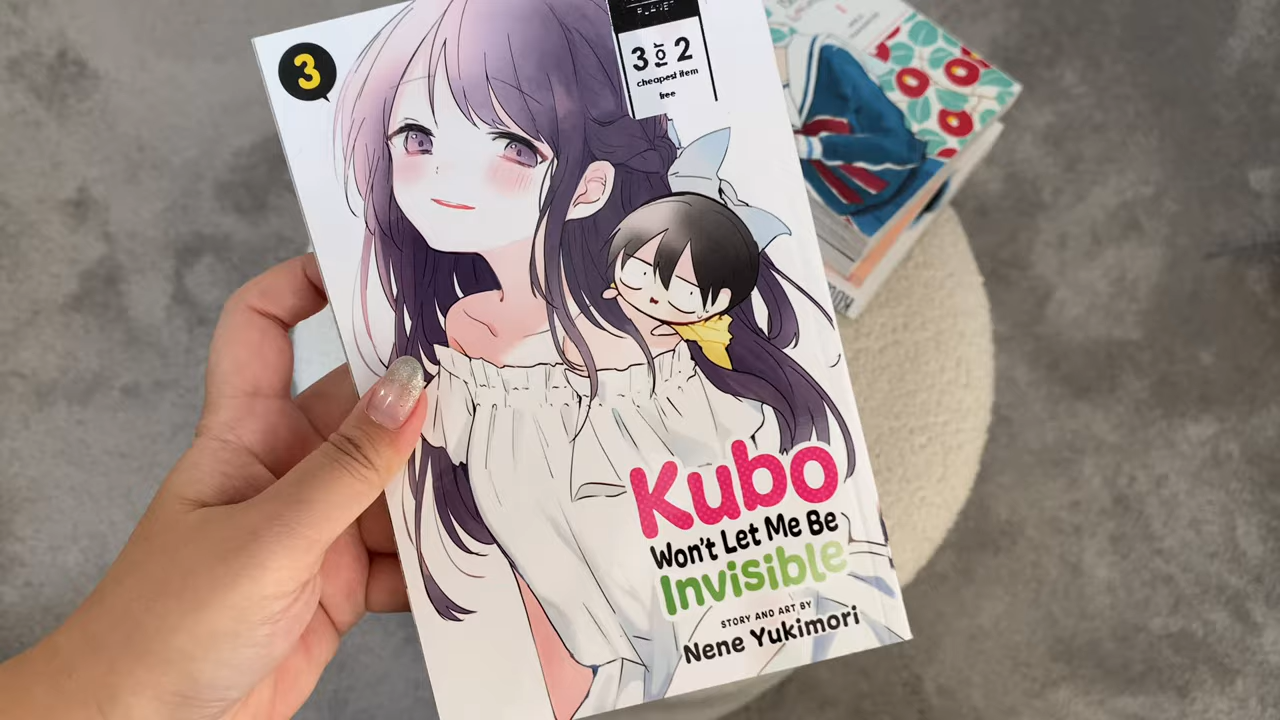 3
PLANET
3 for 2
cheapest item
free
Kubo
Won't Let Me Be
Invisible
STORY AND ART BY
Nene Yukimori